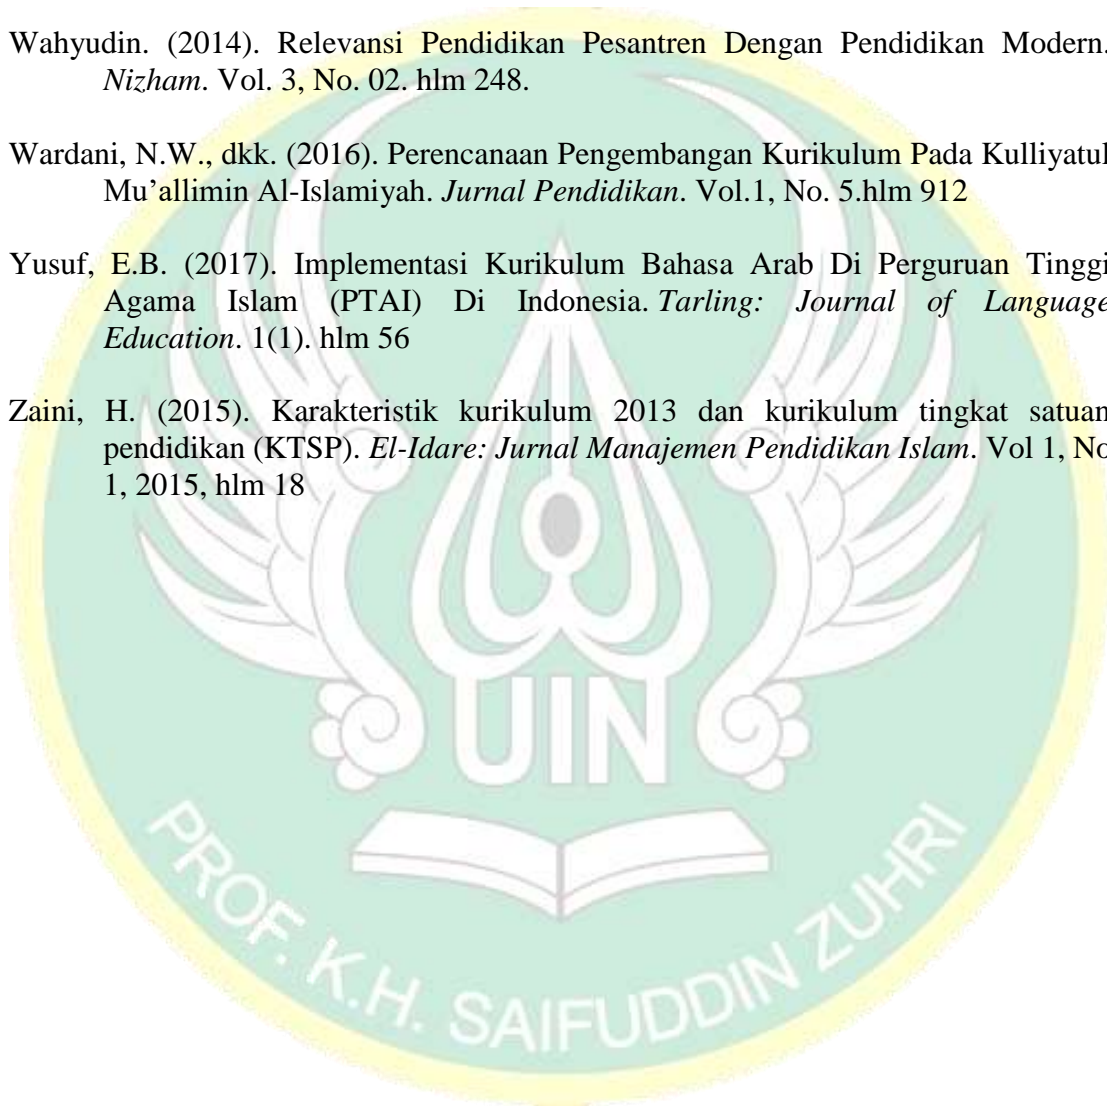 Wahyudin. (2014). Relevansi Pendidikan Pesantren Dengan Pendidikan Modern.
Nizham. Vol. 3, No. 02. hlm 248.
Wardani, N.W., dkk. (2016). Perencanaan Pengembangan Kurikulum Pada Kulliyatul
Mu’allimin Al-Islamiyah. Jurnal Pendidikan. Vol.1, No. 5.hlm 912
Yusuf, E.B. (2017). Implementasi Kurikulum Bahasa Arab Di Perguruan Tinggi
Agama Islam (PTAI) Di Indonesia. Tarling: Journal of Language
Education. 1(1). hlm 56
Zaini, H. (2015). Karakteristik kurikulum 2013 dan kurikulum tingkat satuan
pendidikan (KTSP). El-Idare: Jurnal Manajemen Pendidikan Islam. Vol 1, No
1, 2015, hlm 18
UIN
PROF. K.H. SAIFUDDIN ZUHRI